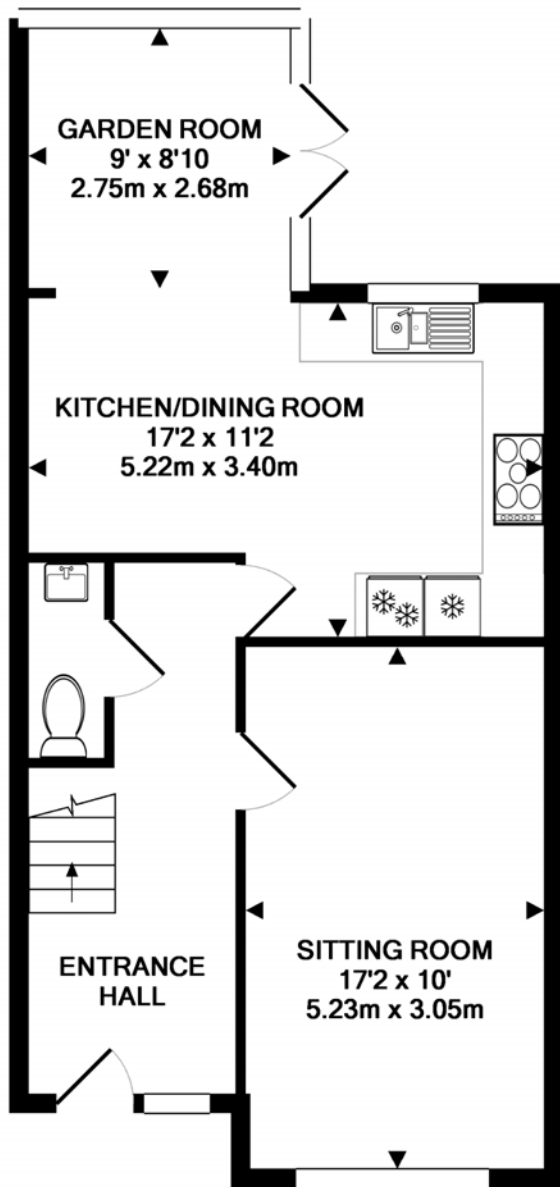 GARDEN ROOM
9' x 8'10
2.75m x 2.68m
KITCHEN/DINING ROOM
17'2 x 11'2
5.22m x 3.40m
ENTRANCE
HALL
SITTING ROOM
17'2 x 10'
5.23m x 3.05m